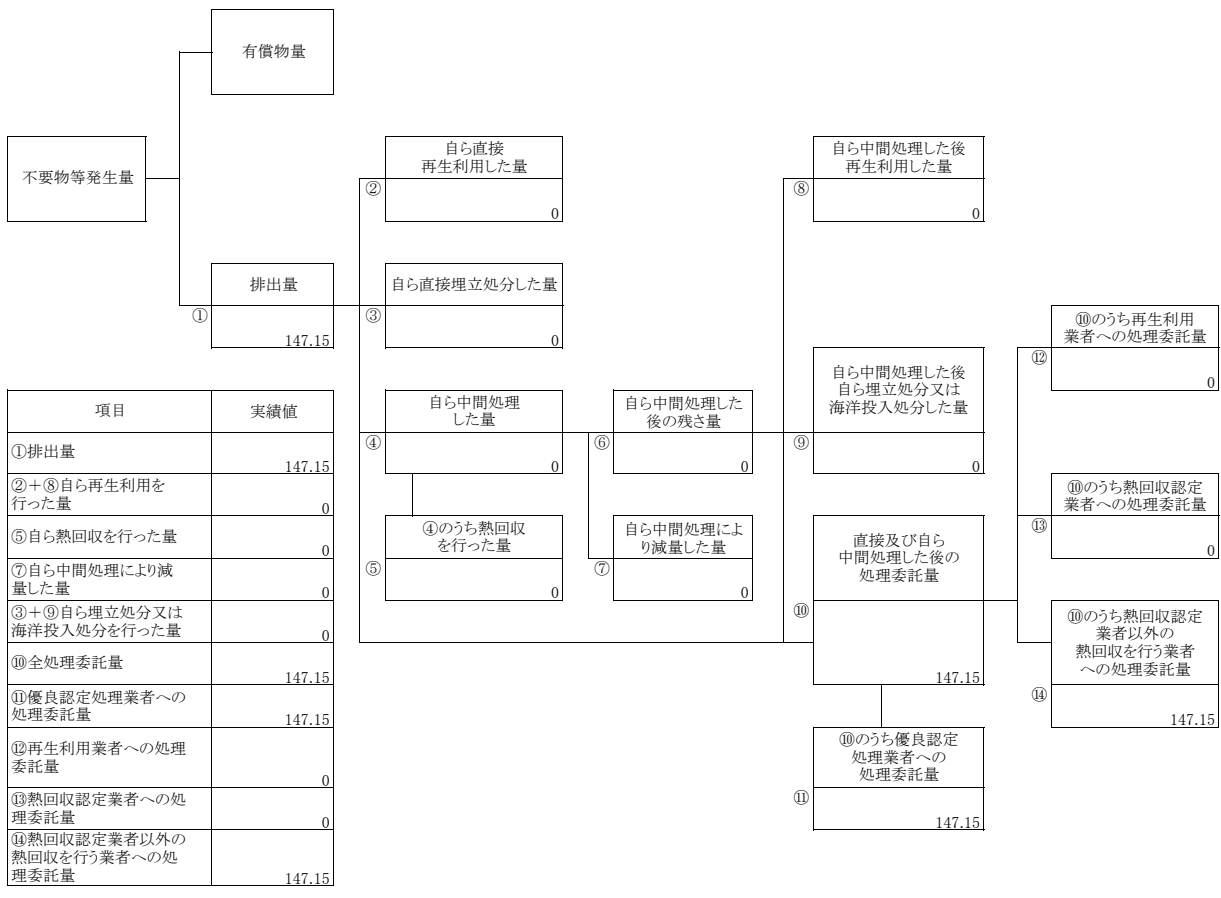 有償物量
不要物等発生量
排出量
①
147.15
自ら直接
再生利用した量
②
0
自ら直接埋立処分した量
③
0
自ら中間処理
した量
④
0
④のうち熱回収
を行った量
⑤
0
自ら中間処理した
後の残さ量
⑥
0
自ら中間処理によ
り減量した量
⑦
0
自ら中間処理した後
再生利用した量
⑧
0
自ら中間処理した後
自ら埋立処分又は
海洋投入処分した量
⑨
0
直接及び自ら
中間処理した後の
処理委託量
⑩
147.15
⑩のうち優良認定
処理業者への
処理委託量
⑪
147.15
⑩のうち再生利用
業者への処理委託量
⑫
0
⑩のうち熱回収認定
業者への処理委託量
⑬
0
⑩のうち熱回収認定
業者以外の
熱回収を行う業者
への処理委託量
⑭
147.15
項目 実績値
①排出量
147.15
②＋⑧自ら再生利用を
行った量
0
⑤自ら熱回収を行った量
0
⑦自ら中間処理により減
量した量
0
③＋⑨自ら埋立処分又は
海洋投入処分を行った量
0
⑩全処理委託量
147.15
⑪優良認定処理業者への
処理委託量
147.15
⑫再生利用業者への処理
委託量
0
⑬熱回収認定業者への処
理委託量
0
⑭熱回収認定業者以外の
熱回収を行う業者への処
理委託量
147.15